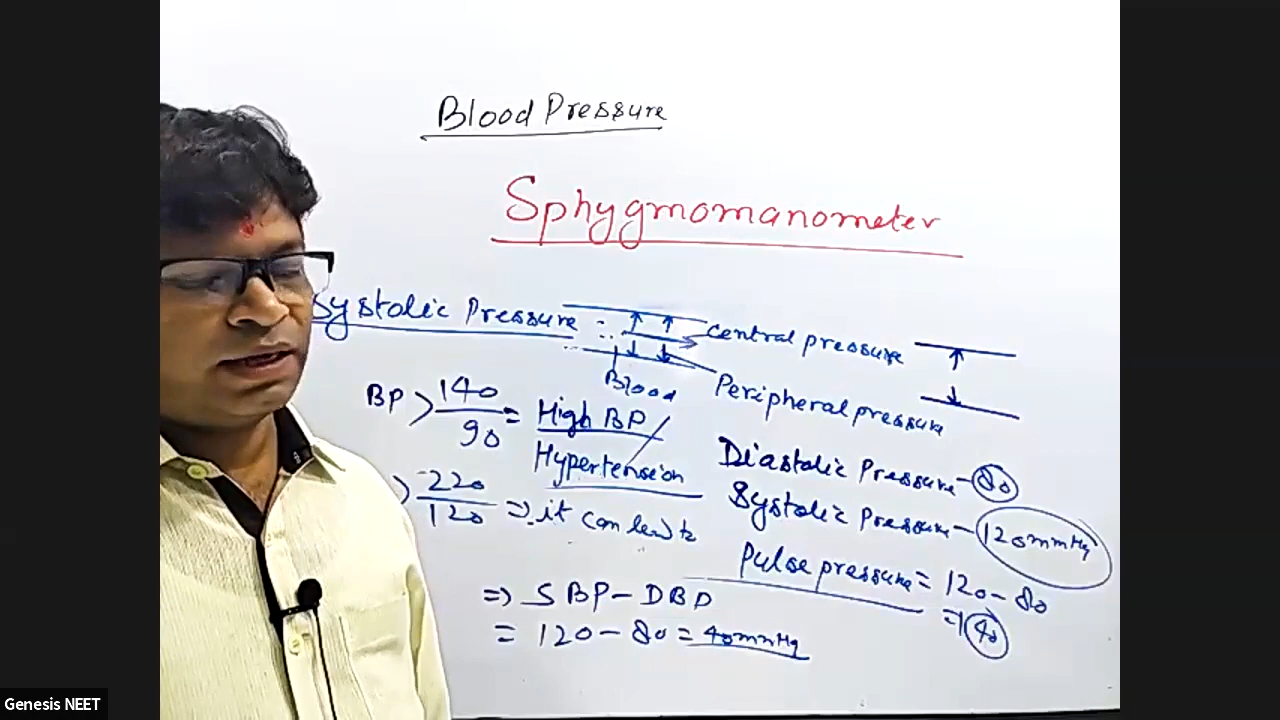 Blood Pressure
Sphygmomanometer
Systolic Pressure :
central pressure
Blood
Peripheral pressure
BP > 140/90 = High BP /
Hypertension
> 220/120 => it can lead to
Diastolic Pressure - 80
Systolic Pressure - 120mmHg
Pulse pressure = 120 - 80
=> 40
=> SBP - DBP
= 120 - 80 = 40mmHg
Genesis NEET